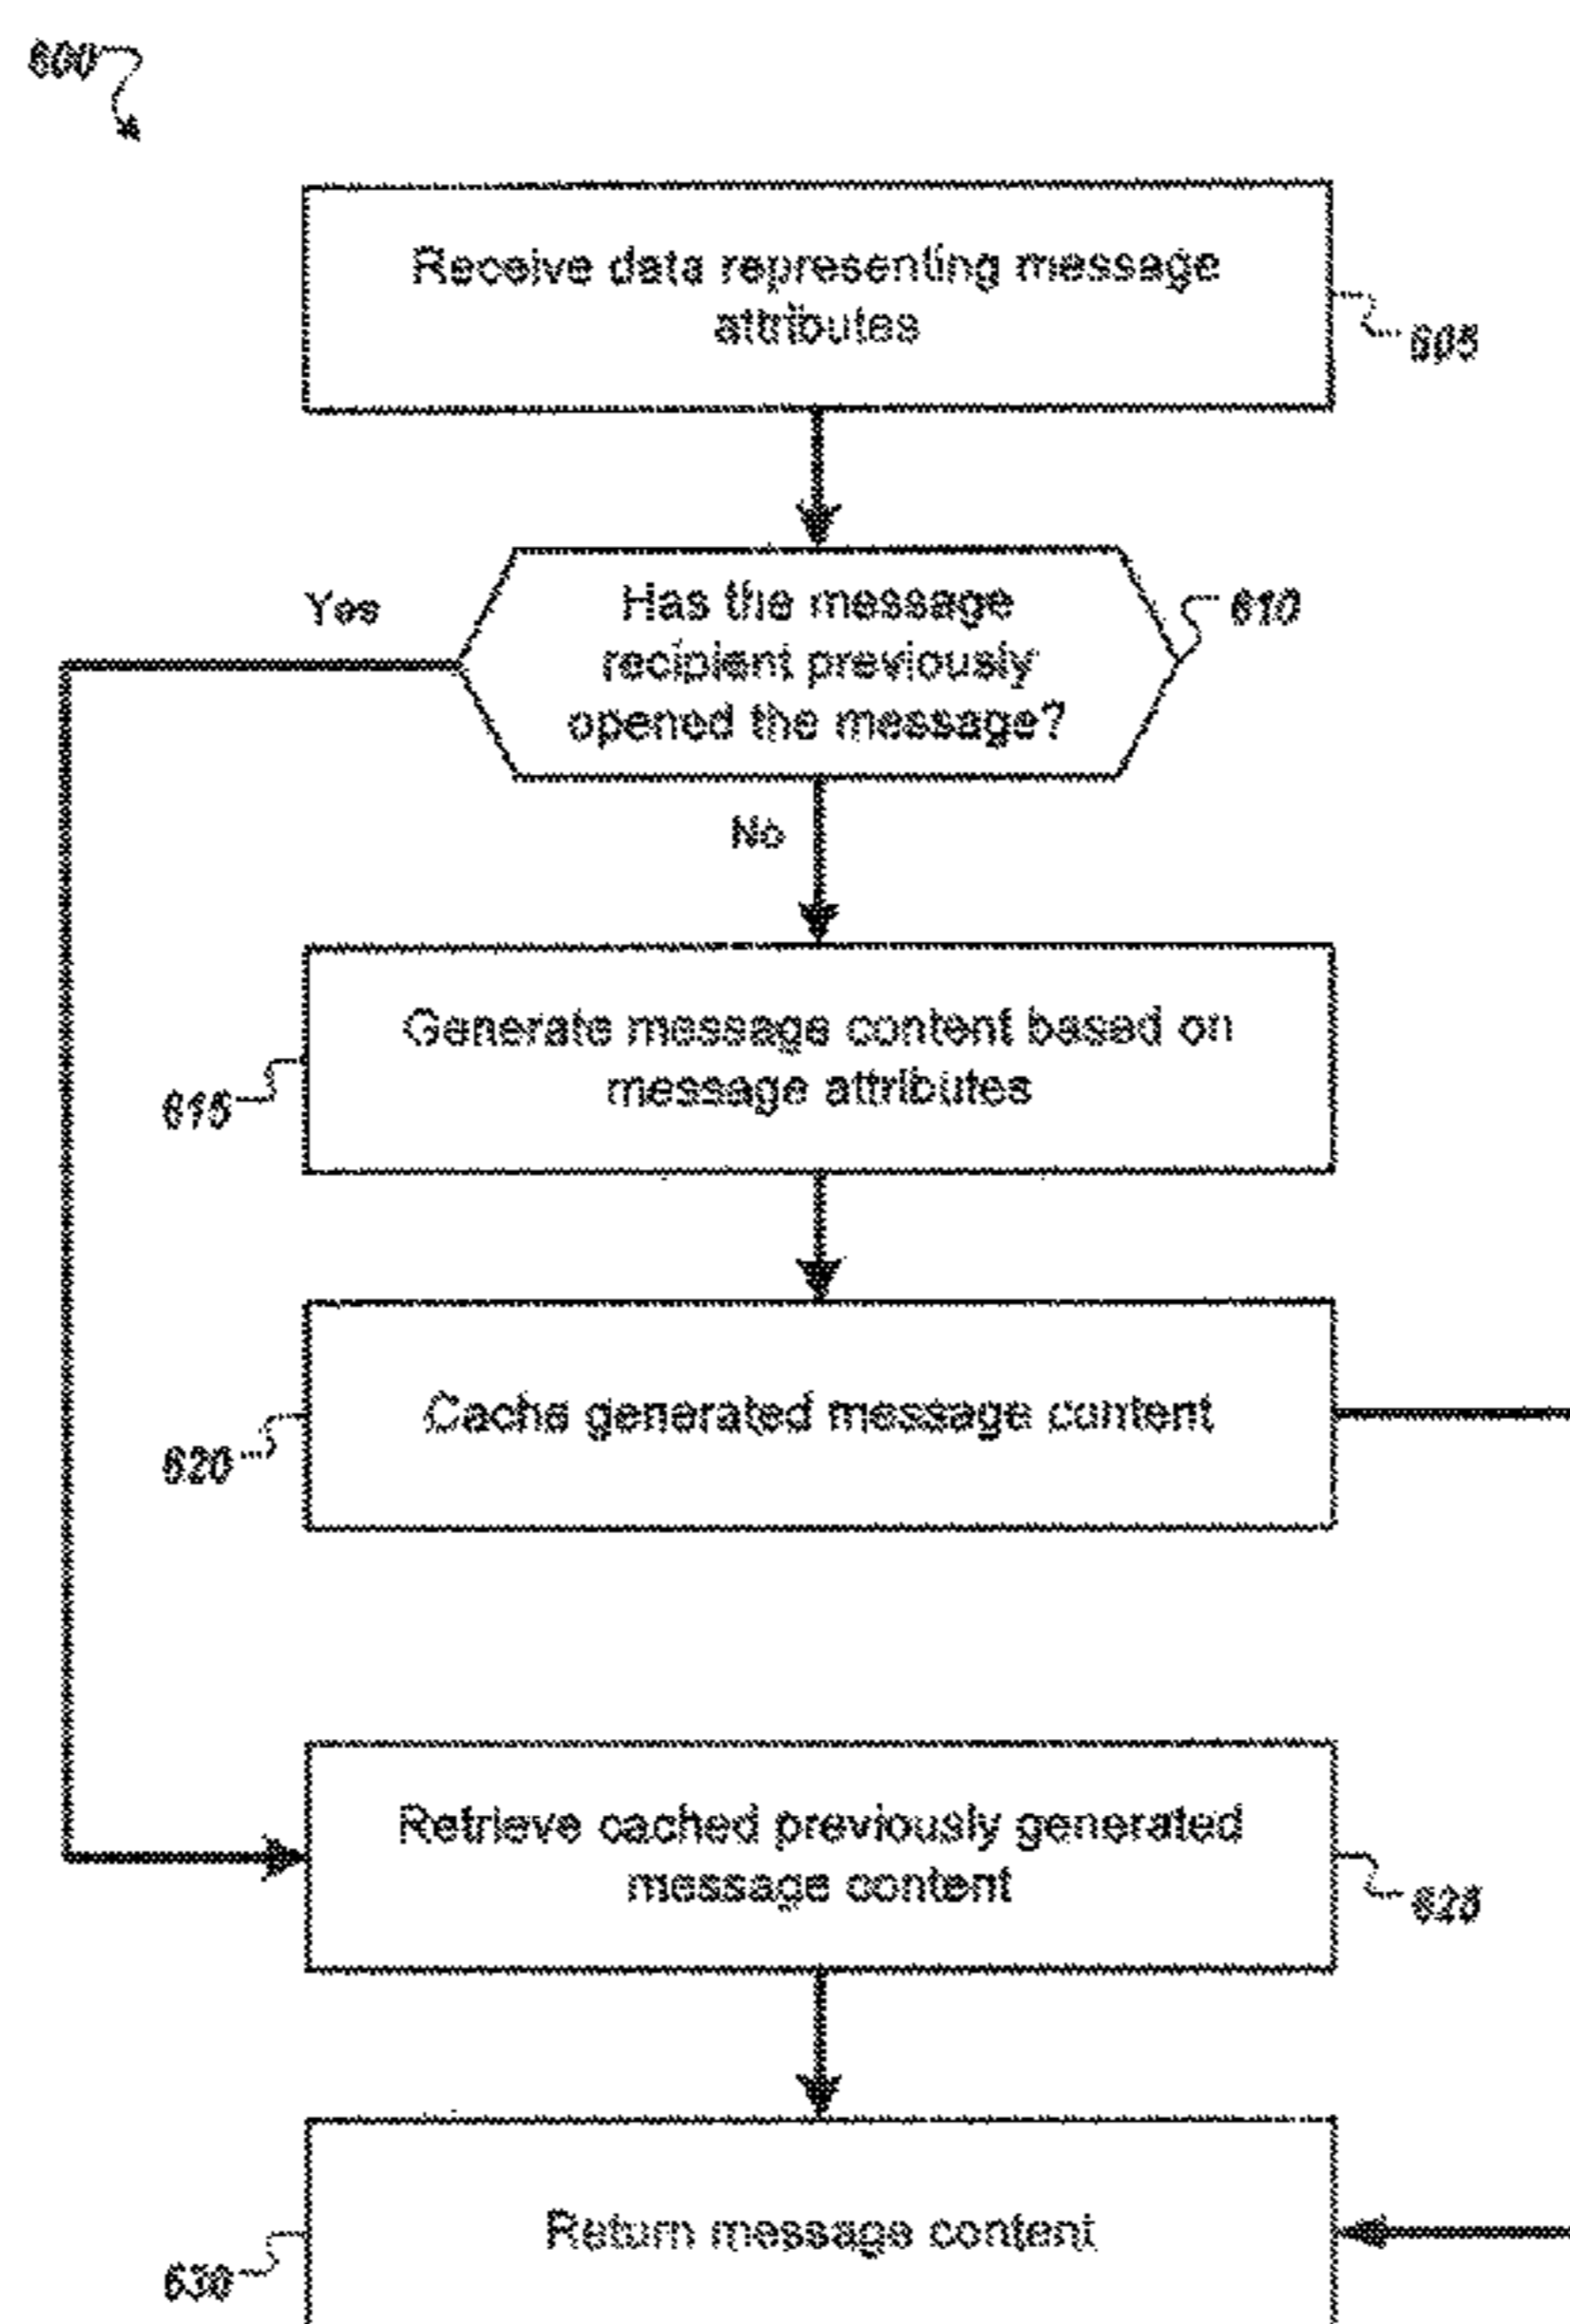 600
Receive data representing message
attributes
605
Yes
Has the message
recipient previously
opened the message?
610
No
Generate message content based on
message attributes
615
Cache generated message content
620
Retrieve cached previously generated
message content
625
Return message content
630